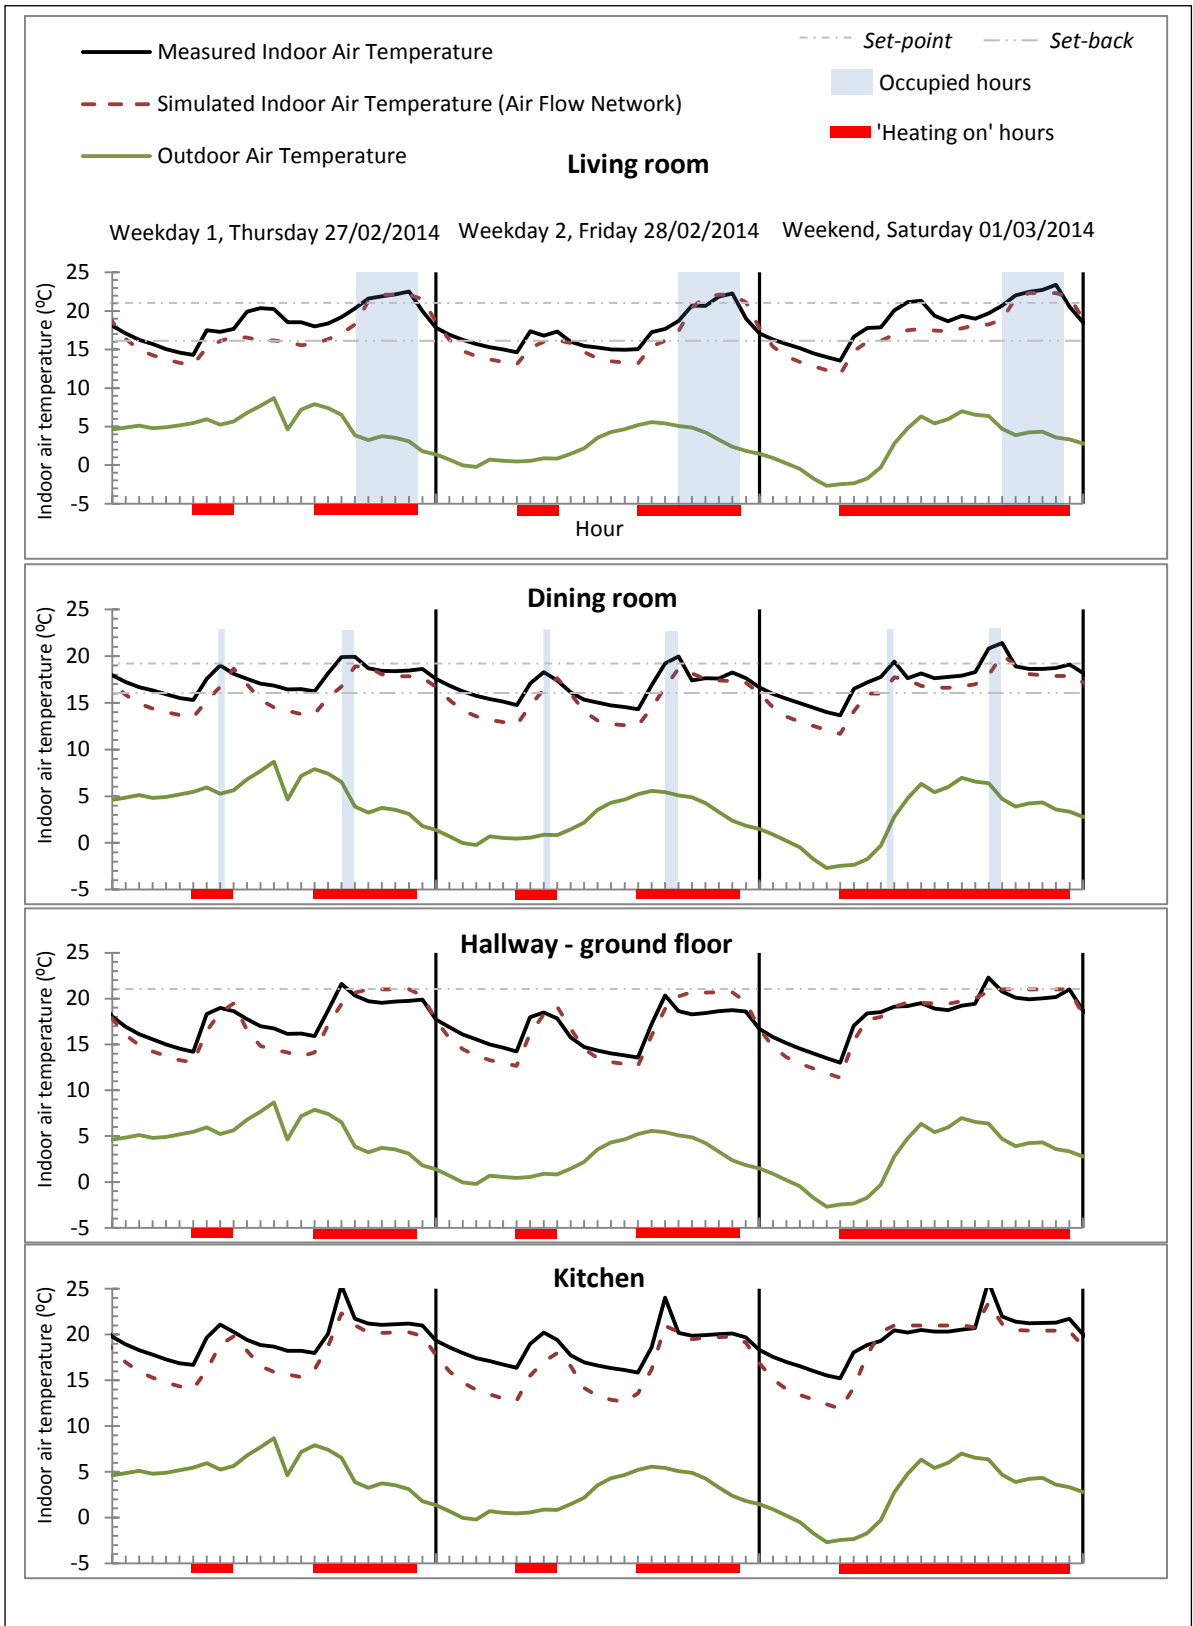 Measured Indoor Air Temperature
Simulated Indoor Air Temperature (Air Flow Network)
Outdoor Air Temperature
Set-point
Set-back
Occupied hours
'Heating on' hours
Living room
Weekday 1, Thursday 27/02/2014
Weekday 2, Friday 28/02/2014
Weekend, Saturday 01/03/2014
Indoor air temperature (⁰C)
25
20
15
10
5
0
-5
Hour
Dining room
Indoor air temperature (⁰C)
25
20
15
10
5
0
-5
Hallway - ground floor
Indoor air temperature (⁰C)
25
20
15
10
5
0
-5
Kitchen
Indoor air temperature (⁰C)
25
20
15
10
5
0
-5